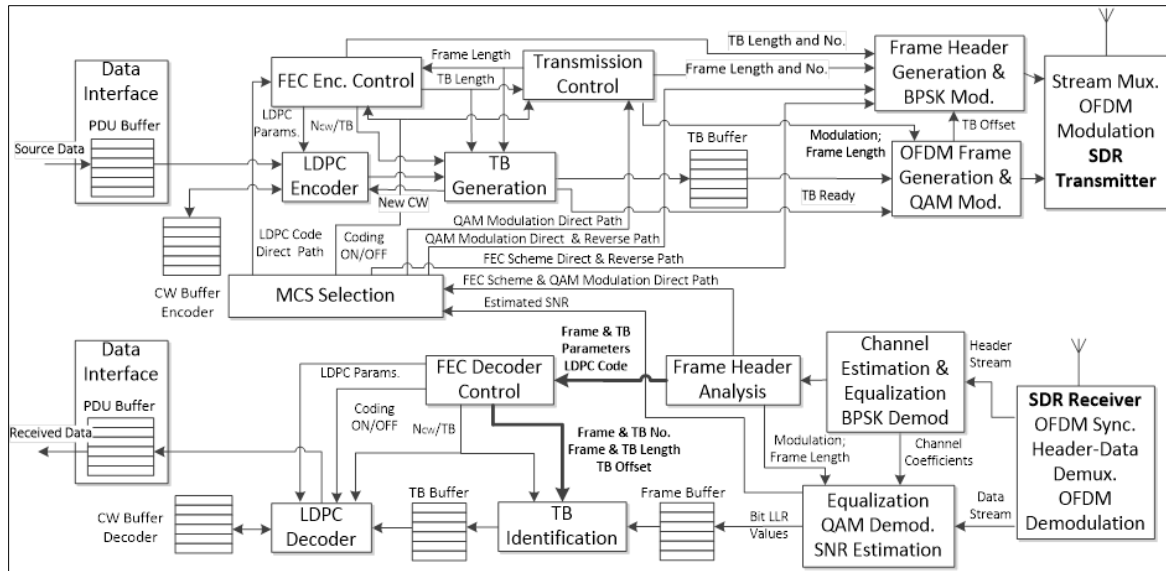 Data
Interface
PDU Buffer
Source Data
FEC Enc. Control
Frame Length
TB Length
Transmission
Control
TB Length and No.
Frame Length and No.
Frame Header
Generation &
BPSK Mod.
Stream Mux.
OFDM
Modulation
SDR
Transmitter
LDPC
Params.
Ncw/TB
LDPC
Encoder
New CW
TB
Generation
TB Buffer
Modulation;
Frame Length
TB Offset
OFDM Frame
Generation &
QAM Mod.
TB Ready
CW Buffer
Encoder
LDPC Code
Direct Path
Coding
ON/OFF
QAM Modulation Direct Path
QAM Modulation Direct & Reverse Path
FEC Scheme Direct & Reverse Path
MCS Selection
FEC Scheme & QAM Modulation Direct Path
Estimated SNR
Data
Interface
PDU Buffer
Received Data
LDPC Params.
Coding
ON/OFF
FEC Decoder
Control
Ncw/TB
Frame & TB
Parameters
LDPC Code
Frame Header
Analysis
Channel
Estimation &
Equalization
BPSK Demod
Header
Stream
SDR Receiver
OFDM Sync.
Header-Data
Demux.
OFDM
Demodulation
Frame & TB No.
Frame & TB Length
TB Offset
Modulation;
Frame Length
Channel
Coefficients
CW Buffer
Decoder
LDPC
Decoder
TB Buffer
TB
Identification
Frame Buffer
Bit LLR
Values
Equalization
QAM Demod.
SNR Estimation
Data
Stream